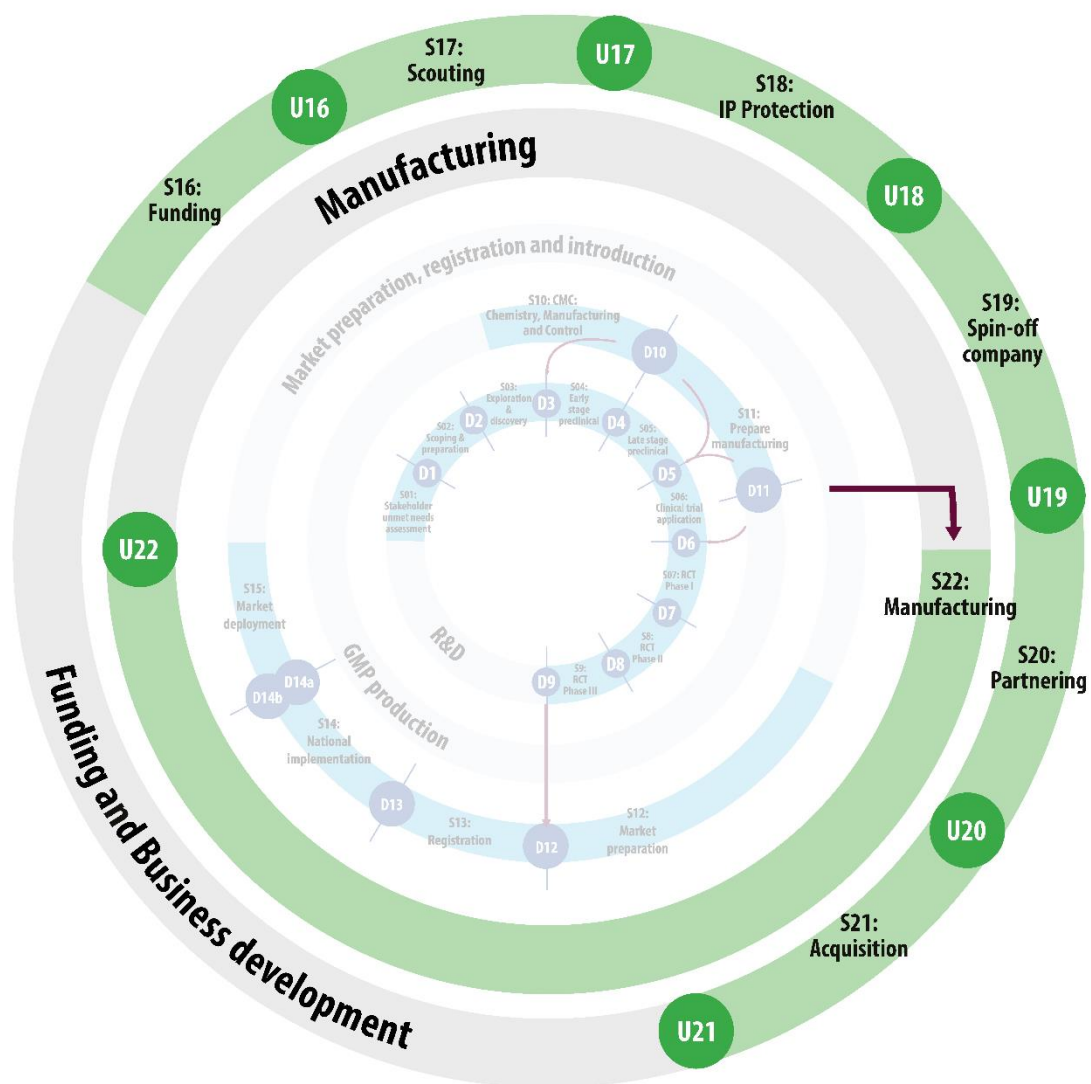 U17
S17:
Scouting
S18:
IP Protection
U16
Manufacturing
S16:
Funding
U18
Market preparation, registration and introduction
S10: CMC:
Chemistry, Manufacturing
and Control
S19:
Spin-off
company
D10
S03:
Exploration
&
discovery
D3
S04:
Early
stage
preclinical
D2
D4
S11:
Prepare
manufacturing
S02:
Scoping &
preparation
S05:
Late stage
preclinical
D1
D5
D11
U19
S01:
Stakeholder
unmet needs
assessment
S06:
Clinical trial
application
U22
D6
S22:
Manufacturing
S07: RCT
Phase I
S15:
Market
deployment
D7
R&D
S8:
RCT
Phase II
S20:
Partnering
D8
D9
S9:
RCT
Phase III
GMP production
D14a
D14b
S14:
National
implementation
D13
S13:
Registration
D12
S12:
Market
preparation
U20
Funding and Business development
S21:
Acquisition
U21